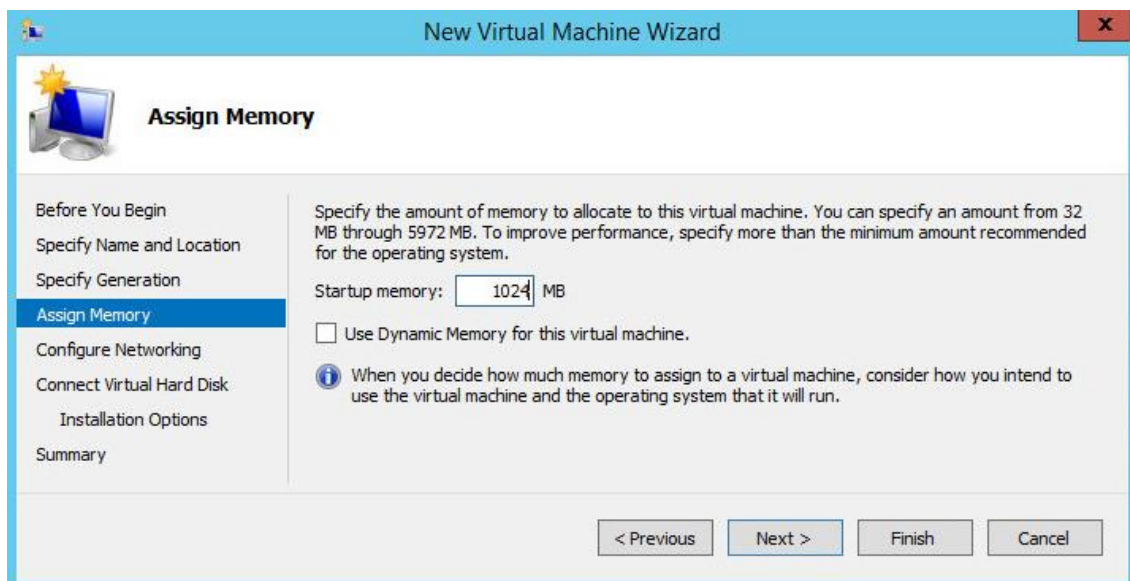 New Virtual Machine Wizard
x
Assign Memory
Before You Begin
Specify Name and Location
Specify Generation
Assign Memory
Configure Networking
Connect Virtual Hard Disk
Installation Options
Summary
Specify the amount of memory to allocate to this virtual machine. You can specify an amount from 32
MB through 5972 MB. To improve performance, specify more than the minimum amount recommended
for the operating system.
Startup memory: 1024 MB
Use Dynamic Memory for this virtual machine.
When you decide how much memory to assign to a virtual machine, consider how you intend to
use the virtual machine and the operating system that it will run.
< Previous Next > Finish Cancel